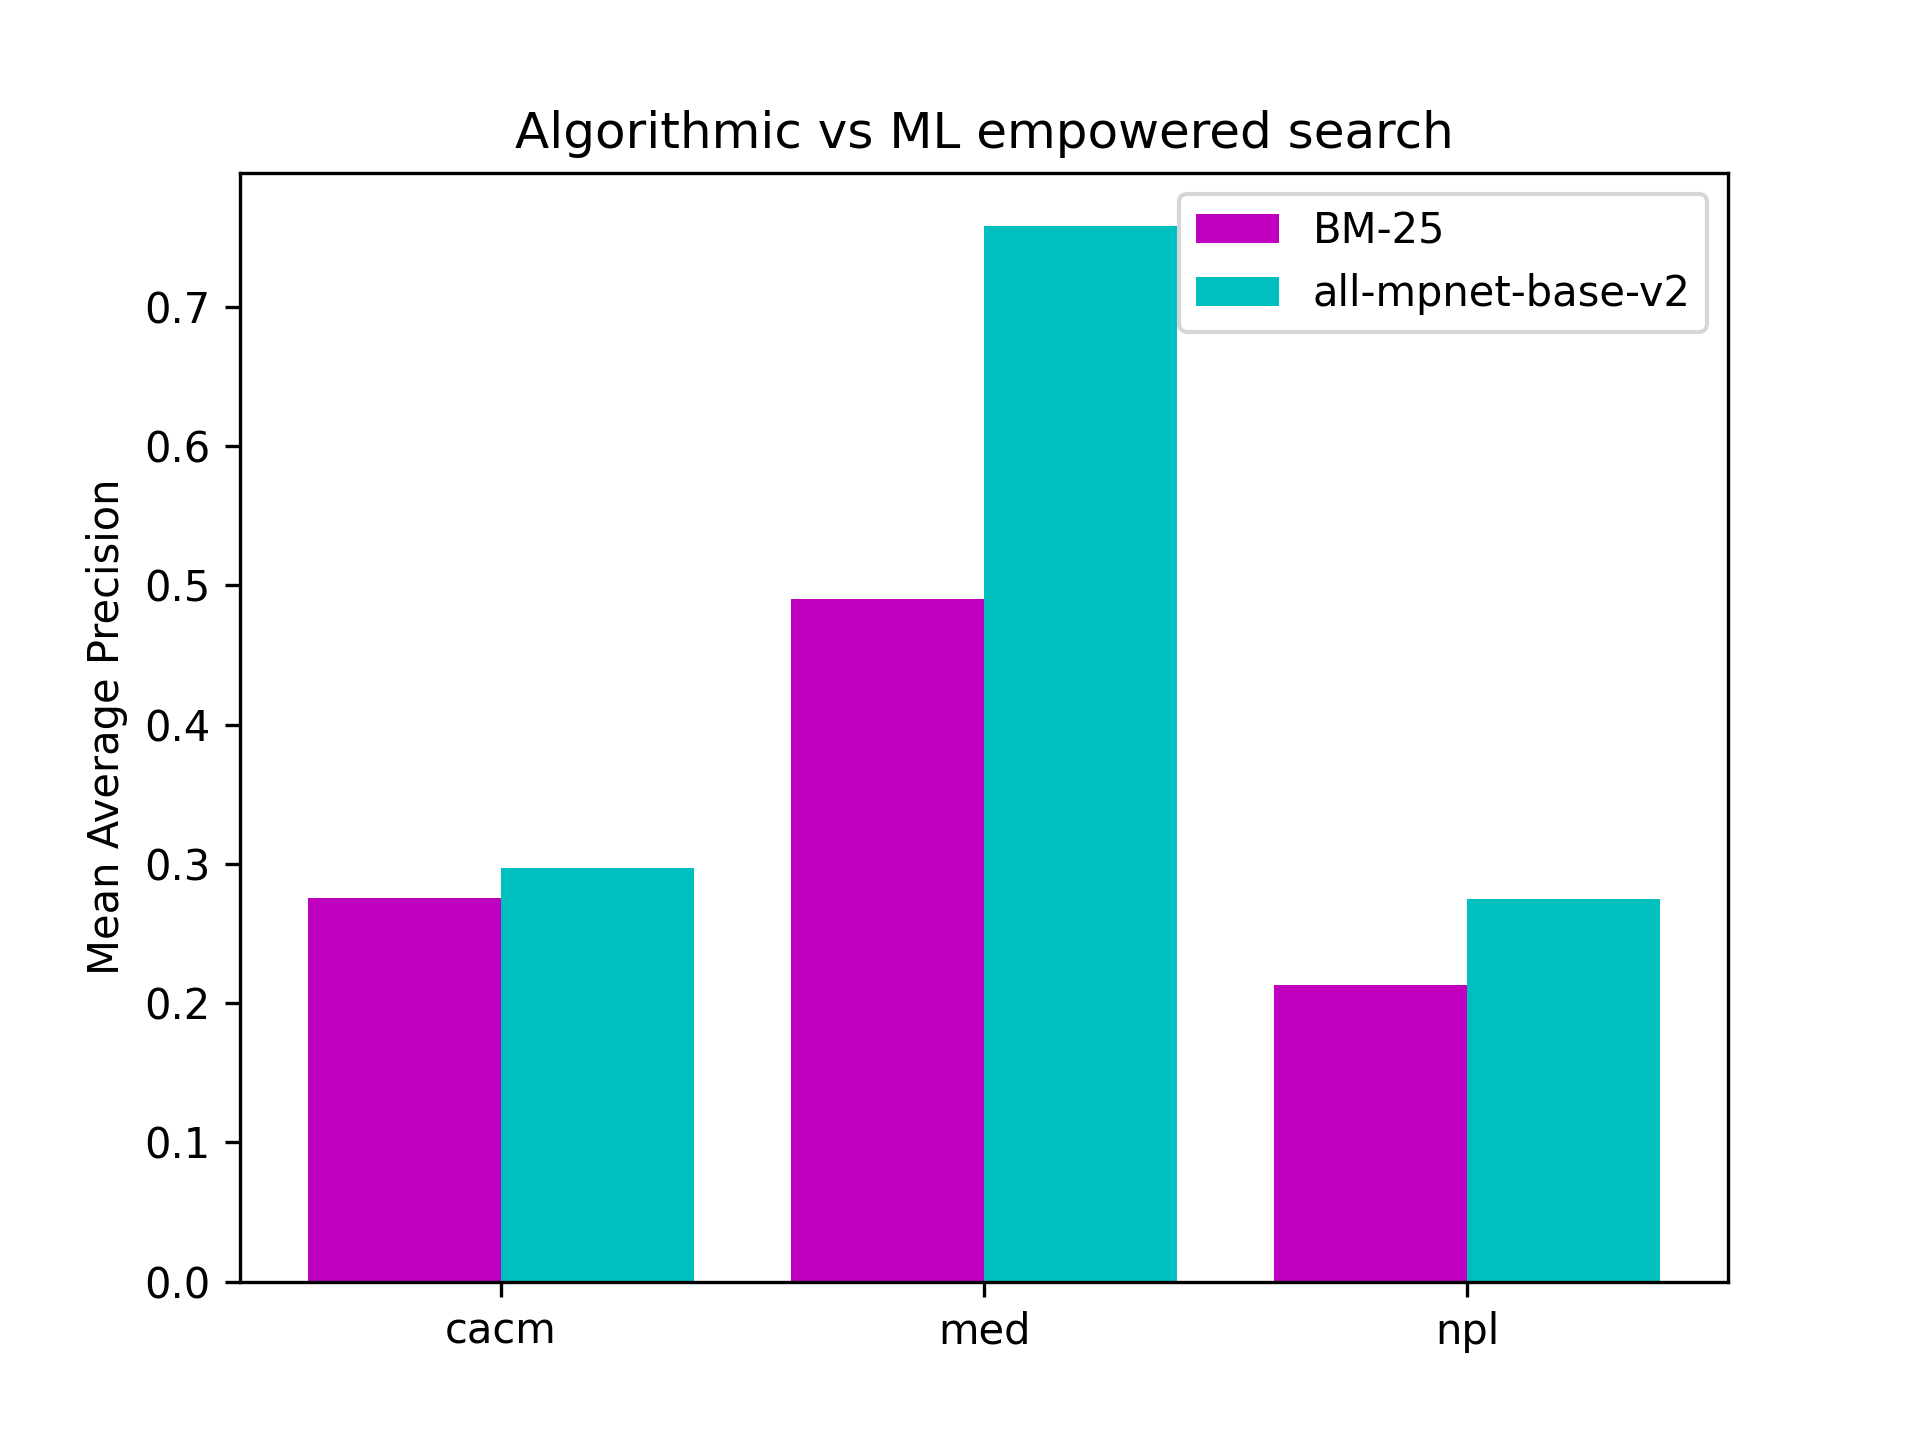 Algorithmic vs ML empowered search
BM-25
all-mpnet-base-v2
Mean Average Precision
0.7
0.6
0.5
0.4
0.3
0.2
0.1
0.0
cacm
med
npl